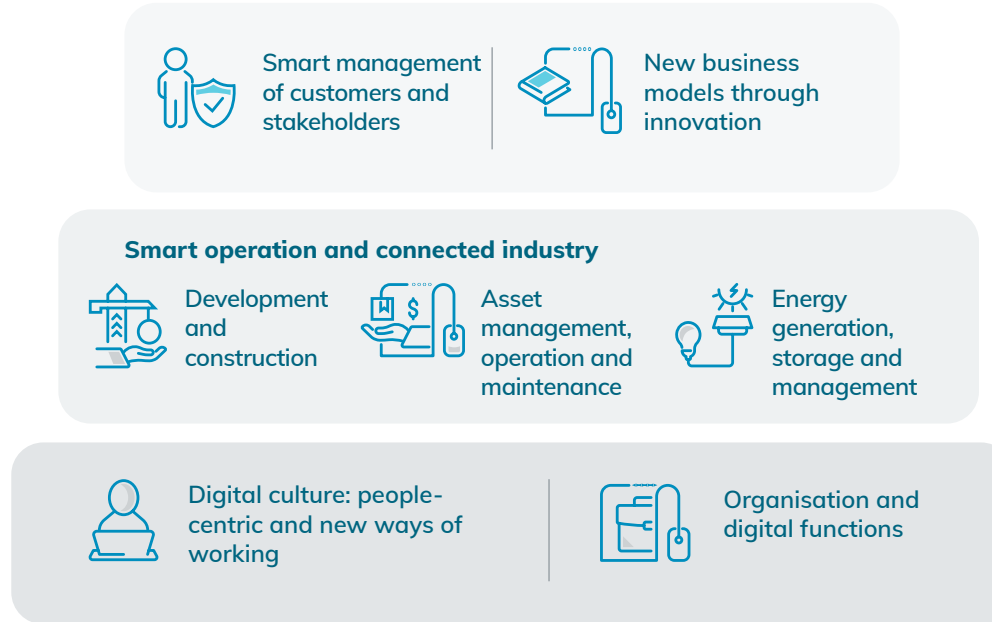 Smart management
of customers and
stakeholders
New business
models through
innovation
Smart operation and connected industry
Development
and
construction
Asset
management,
operation and
maintenance
Energy
generation,
storage and
management
Digital culture: people-
centric and new ways of
working
Organisation and
digital functions